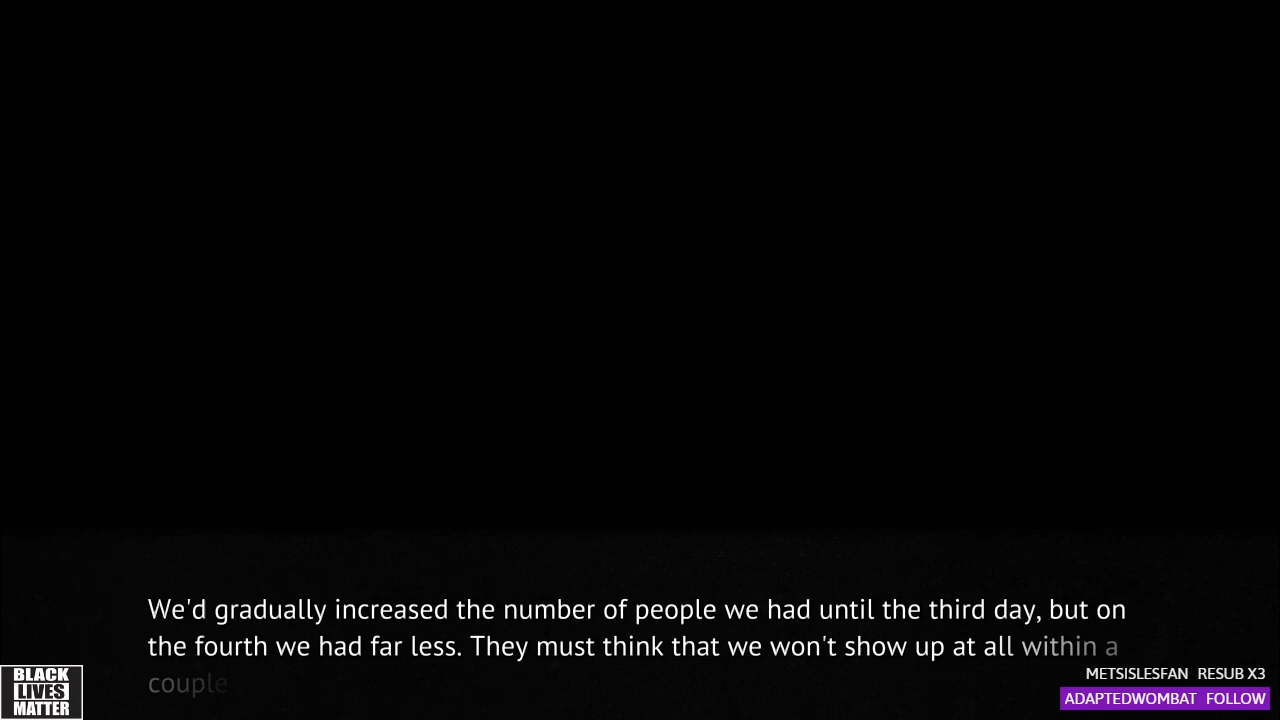 We'd gradually increased the number of people we had until the third day, but on
the fourth we had far less. They must think that we won't show up at all within a
couple
BLACK
LIVES
MATTER
METSISLESFAN RESUB X3
ADAPTEDWOMBAT FOLLOW